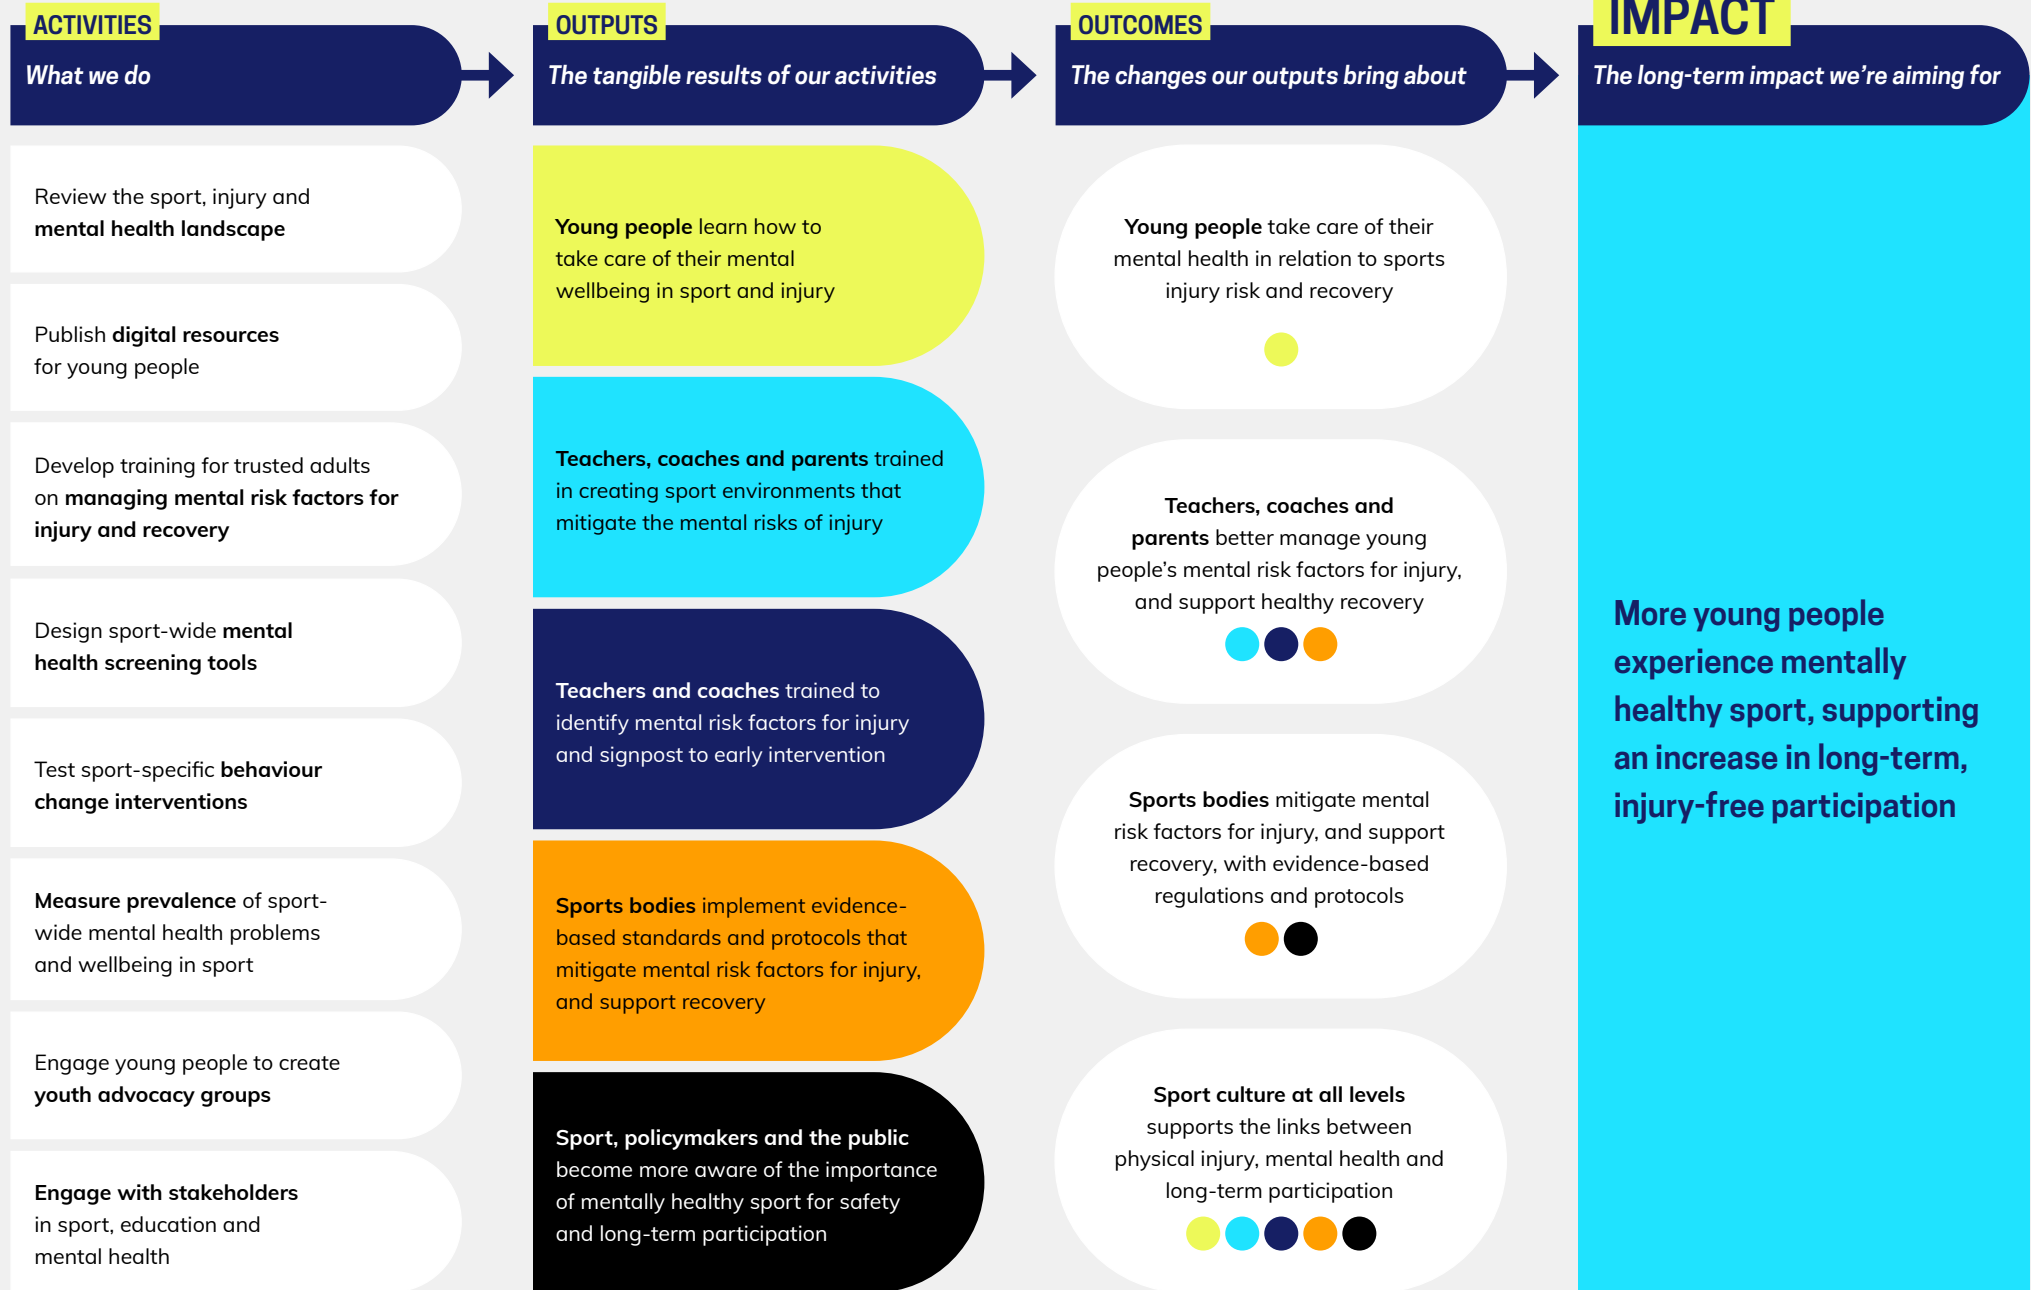 ACTIVITIES
What we do
Review the sport, injury and
mental health landscape
Publish digital resources
for young people
Develop training for trusted adults
on managing mental risk factors for
injury and recovery
Design sport-wide mental
health screening tools
Test sport-specific behaviour
change interventions
Measure prevalence of sport-
wide mental health problems
and wellbeing in sport
Engage young people to create
youth advocacy groups
Engage with stakeholders
in sport, education and
mental health
OUTPUTS
The tangible results of our activities
Young people learn how to
take care of their mental
wellbeing in sport and injury
Teachers, coaches and parents trained
in creating sport environments that
mitigate the mental risks of injury
Teachers and coaches trained to
identify mental risk factors for injury
and signpost to early intervention
Sports bodies implement evidence-
based standards and protocols that
mitigate mental risk factors for injury,
and support recovery
Sport, policymakers and the public
become more aware of the importance
of mentally healthy sport for safety
and long-term participation
OUTCOMES
The changes our outputs bring about
Young people take care of their
mental health in relation to sports
injury risk and recovery
Teachers, coaches and
parents better manage young
people’s mental risk factors for injury,
and support healthy recovery
Sports bodies mitigate mental
risk factors for injury, and support
recovery, with evidence-based
regulations and protocols
Sport culture at all levels
supports the links between
physical injury, mental health and
long-term participation
IMPACT
The long-term impact we’re aiming for
More young people
experience mentally
healthy sport, supporting
an increase in long-term,
injury-free participation